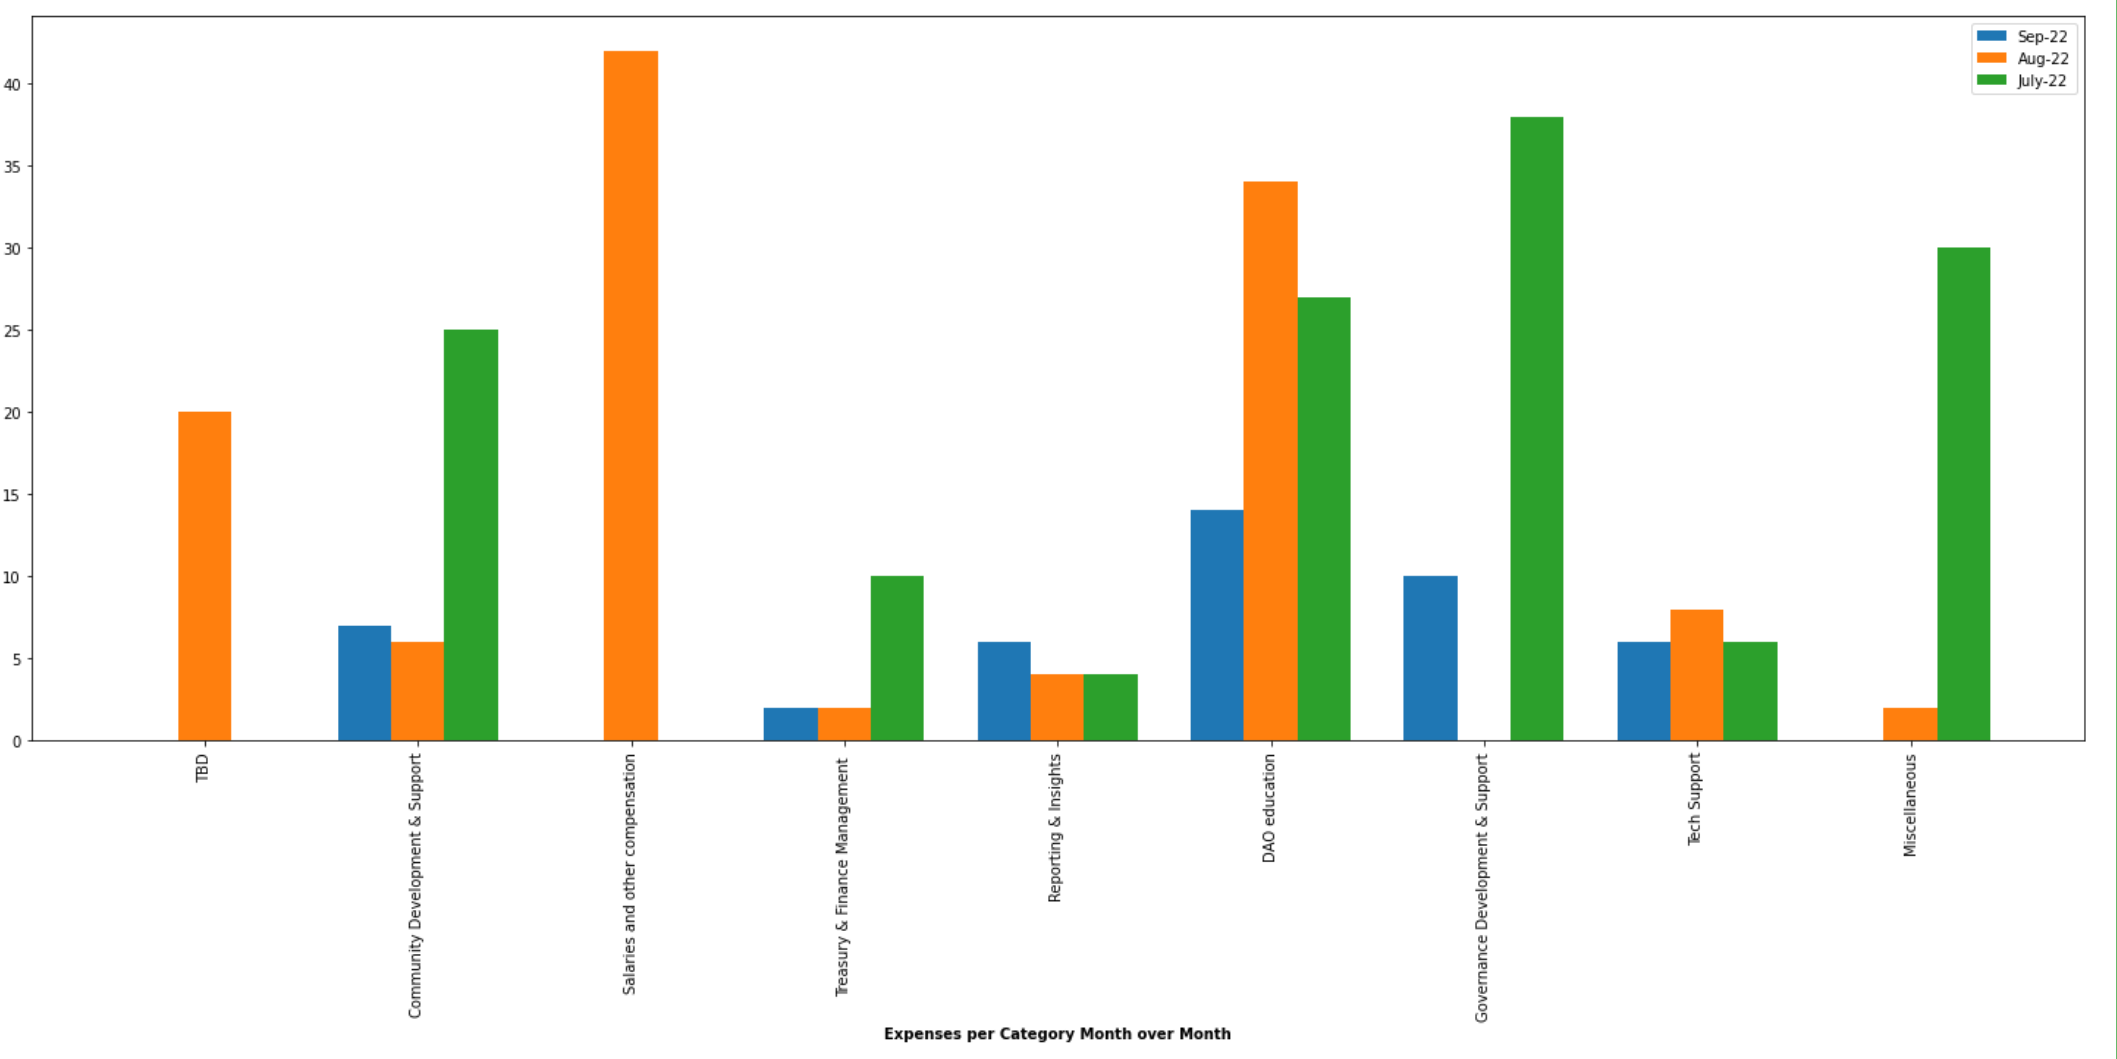 Sep-22
Aug-22
July-22
40
35
30
25
20
15
10
5
0
TBD
Community Development & Support
Salaries and other compensation
Treasury & Finance Management
Reporting & Insights
DAO education
Governance Development & Support
Tech Support
Miscellaneous
Expenses per Category Month over Month